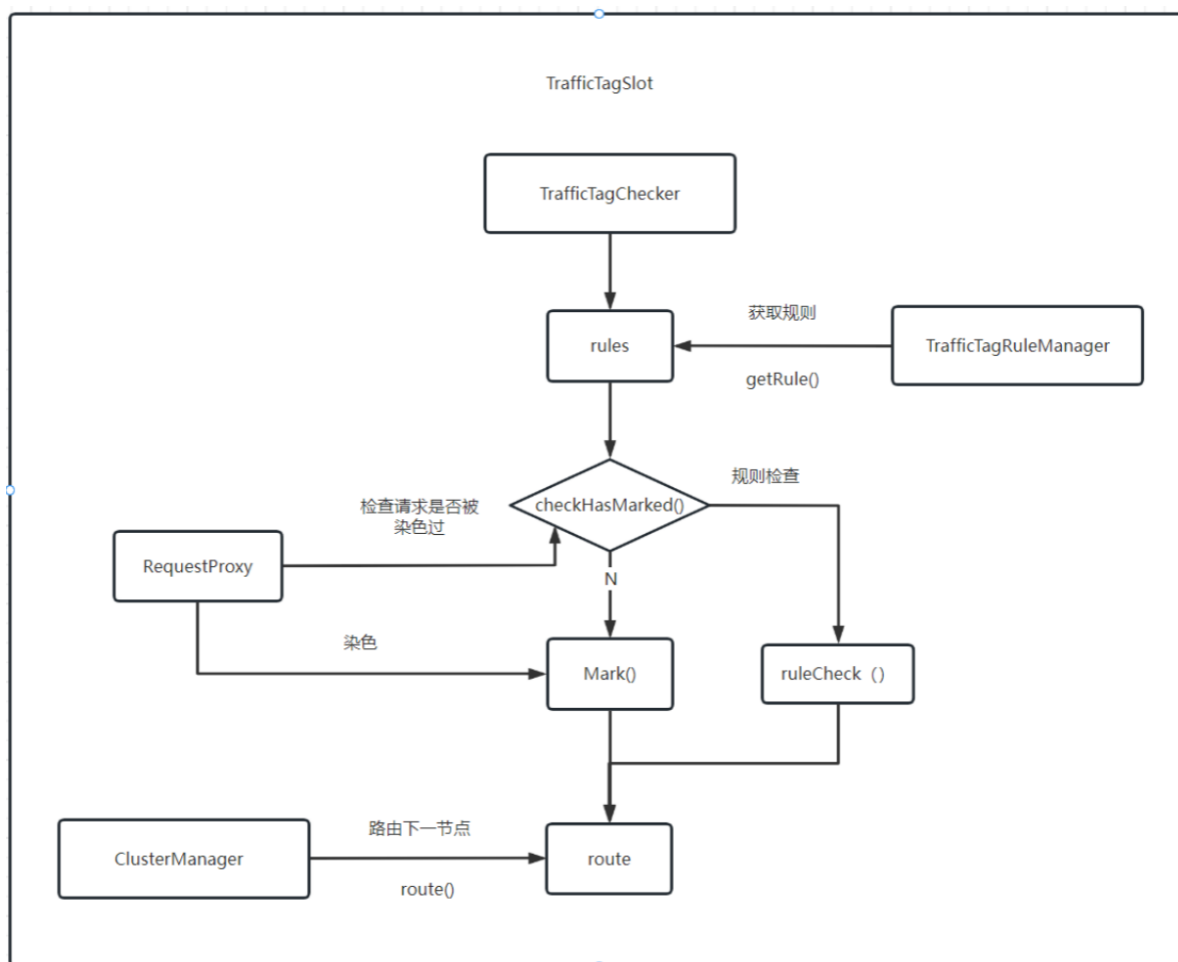 TrafficTagSlot
TrafficTagChecker
获取规则
rules
TrafficTagRuleManager
getRule()
规则检查
检查请求是否被
染色过
checkHasMarked()
RequestProxy
N
染色
Mark()
ruleCheck（）
路由下一节点
ClusterManager
route
route()